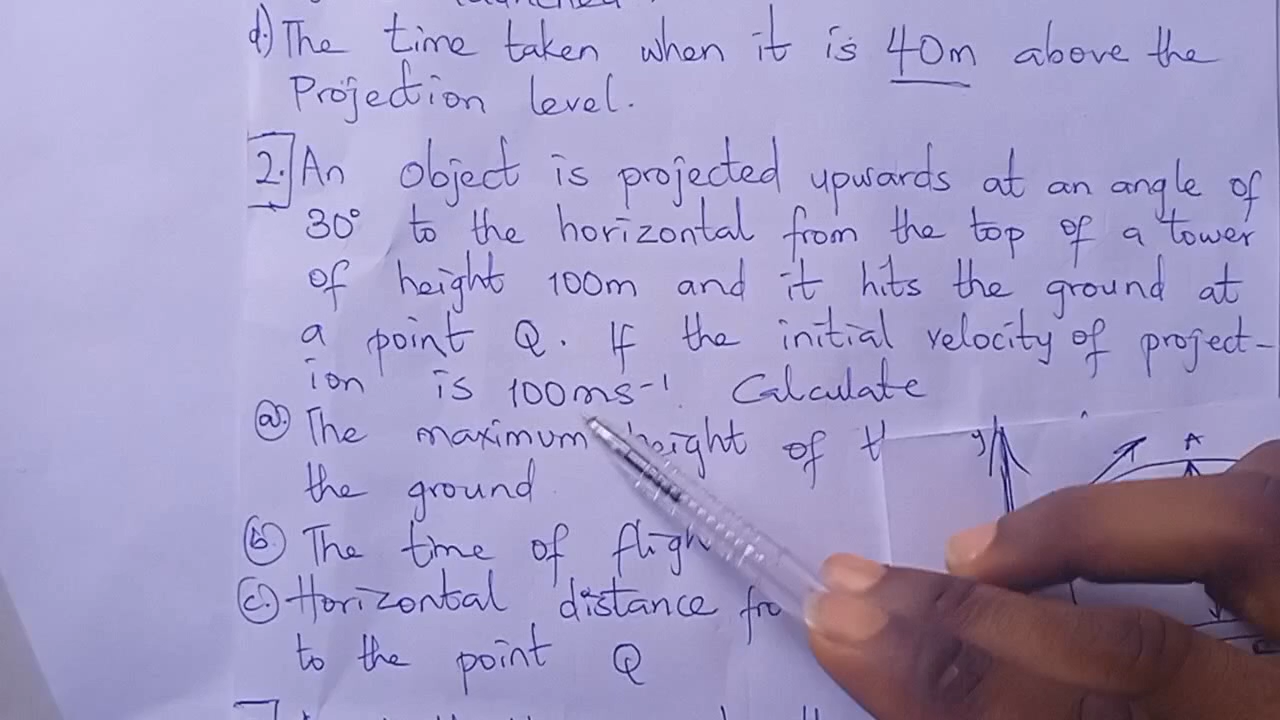 d.) The time taken when it is 40m above the
Projection level.
2. An Object is projected upwards at an angle of
30° to the horizontal from the top of a tower
of height 100m and it hits the ground at
a point Q. If the initial velocity of project-
ion is 100ms⁻¹. Calculate
a. The maximum height of
the ground
b. The time of
c. Horizontal distance
to the point Q
y
A